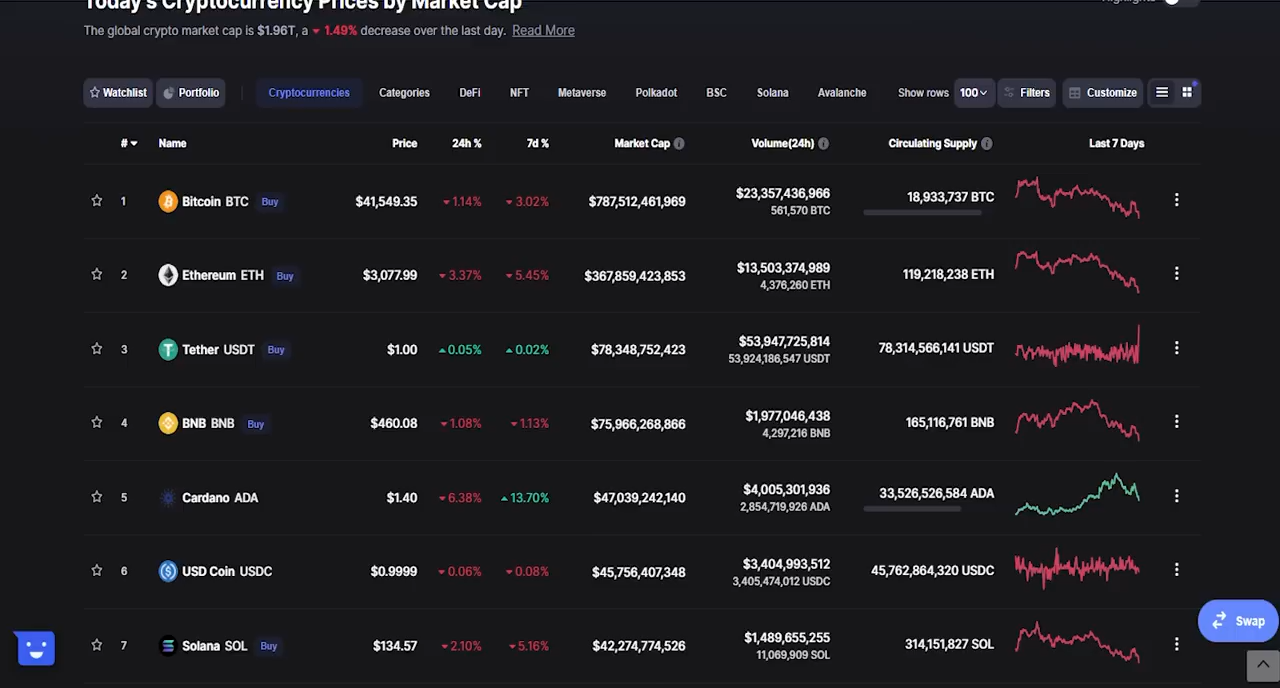 Today's Cryptocurrency Prices by Market Cap
Highlights
The global crypto market cap is $1.96T, a 1.49% decrease over the last day. Read More
Watchlist Portfolio Cryptocurrencies Categories DeFi NFT Metaverse Polkadot BSC Solana Avalanche Show rows 100 Filters Customize
# Name Price 24h % 7d % Market Cap Volume(24h) Circulating Supply Last 7 Days
1 Bitcoin BTC Buy $41,549.35 1.14% 3.02% $787,512,461,969 $23,357,436,966 18,933,737 BTC
561,570 BTC
2 Ethereum ETH Buy $3,077.99 3.37% 5.45% $367,859,423,853 $13,503,374,989 119,218,238 ETH
4,376,260 ETH
3 Tether USDT Buy $1.00 0.05% 0.02% $78,348,752,423 $53,947,725,814 78,314,566,141 USDT
53,924,186,547 USDT
4 BNB BNB Buy $460.08 1.08% 1.13% $75,966,268,866 $1,977,046,438 165,116,761 BNB
4,297,216 BNB
5 Cardano ADA $1.40 6.38% 13.70% $47,039,242,140 $4,005,301,936 33,526,526,584 ADA
2,854,719,926 ADA
6 USD Coin USDC $0.9999 0.06% 0.08% $45,756,407,348 $3,404,993,512 45,762,864,320 USDC
3,405,474,012 USDC
7 Solana SOL Buy $134.57 2.10% 5.16% $42,274,774,526 $1,489,655,255 314,151,827 SOL
11,069,909 SOL
Swap